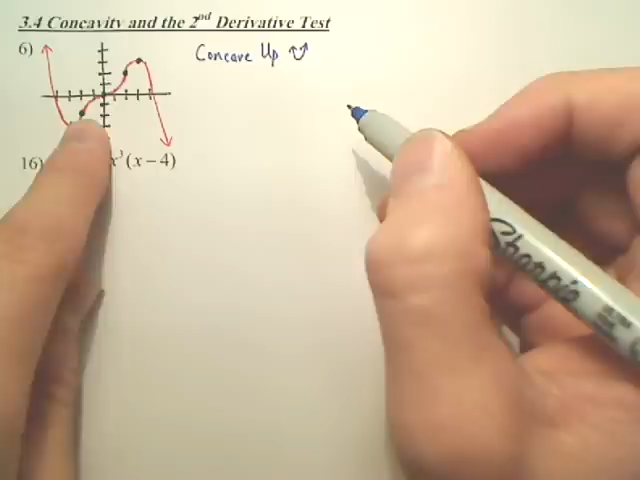 3.4 Concavity and the 2nd Derivative Test
6)
Concave Up
16) x³(x – 4)
Sharpie